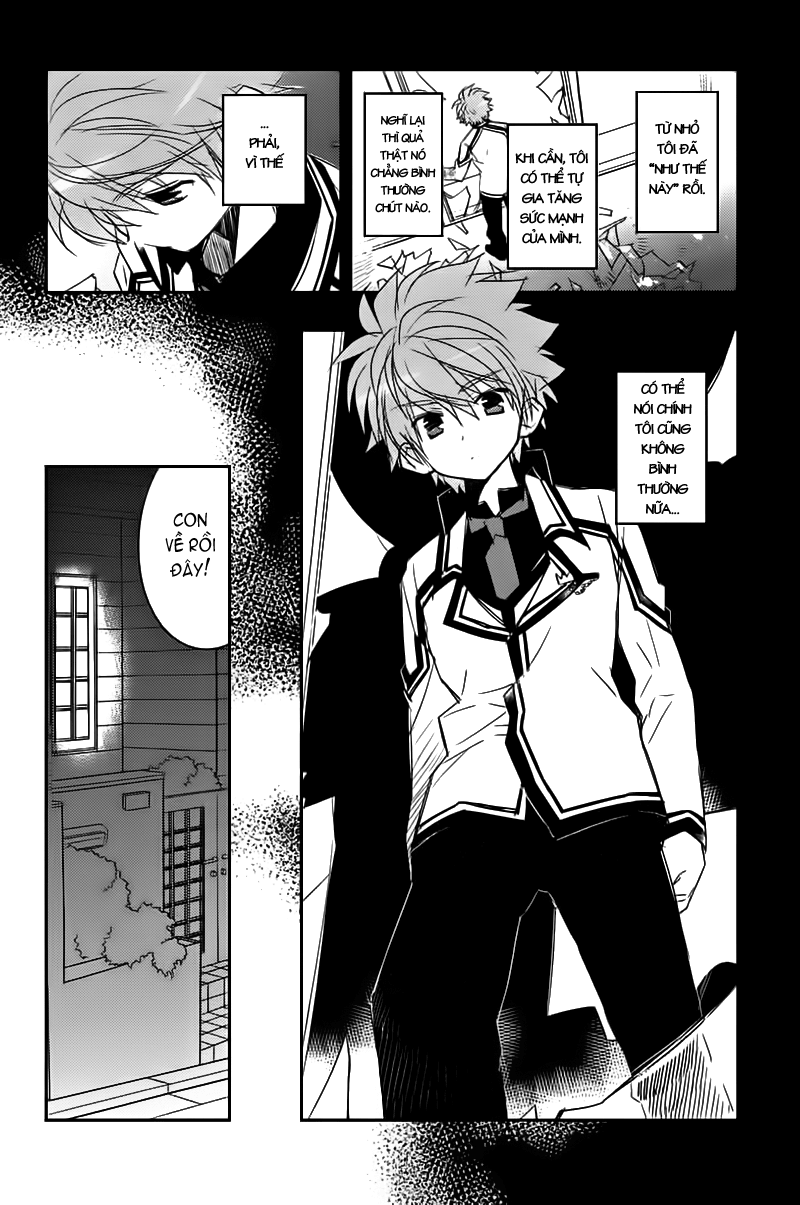 TỪ NHỎ
TÔI ĐÃ
"NHƯ THẾ
NÀY" RỒI.
KHI CẦN, TÔI
CÓ THỂ TỰ
GIA TĂNG
SỨC MẠNH
CỦA MÌNH.
NGHĨ LẠI
THÌ QUẢ
THẬT NÓ
CHẲNG BÌNH
THƯỜNG
CHÚT NÀO.
...
PHẢI,
VÌ THẾ
CÓ THỂ
NÓI CHÍNH
TÔI CŨNG
KHÔNG
BÌNH
THƯỜNG
NỮA...
CON
VỀ RỒI
ĐÂY!